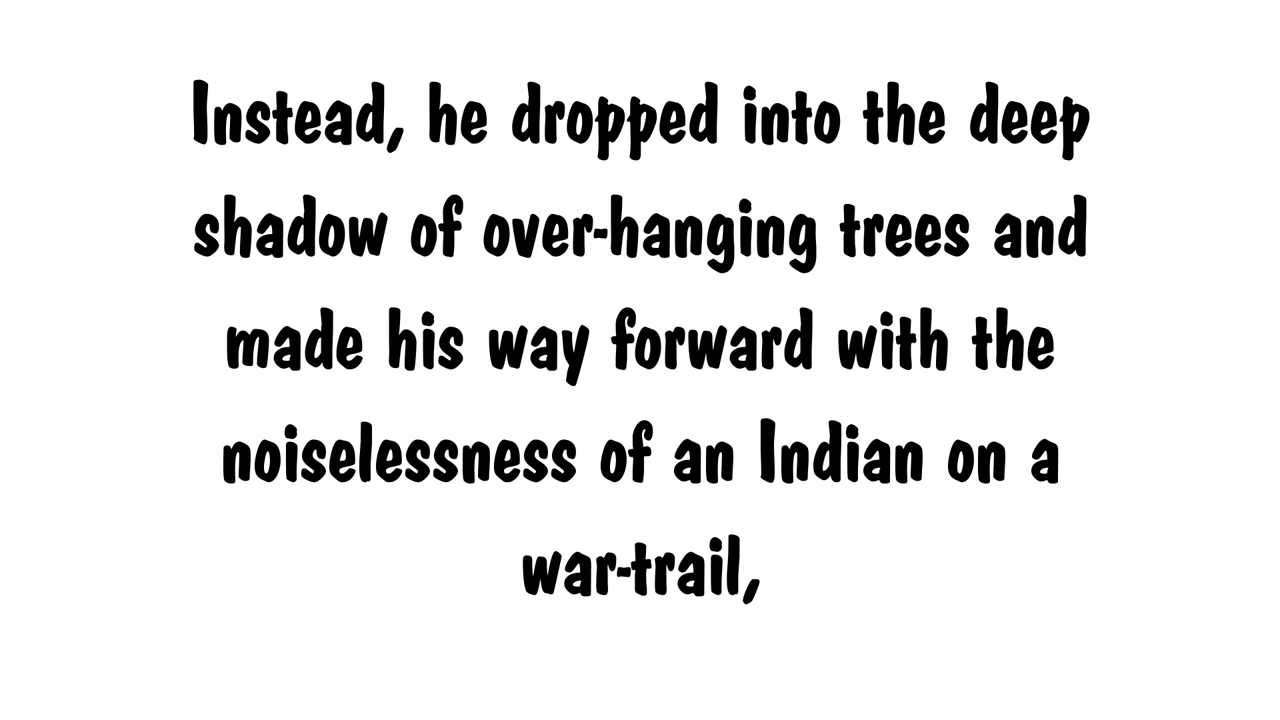 Instead, he dropped into the deep
shadow of over-hanging trees and
made his way forward with the
noiselessness of an Indian on a
war-trail,